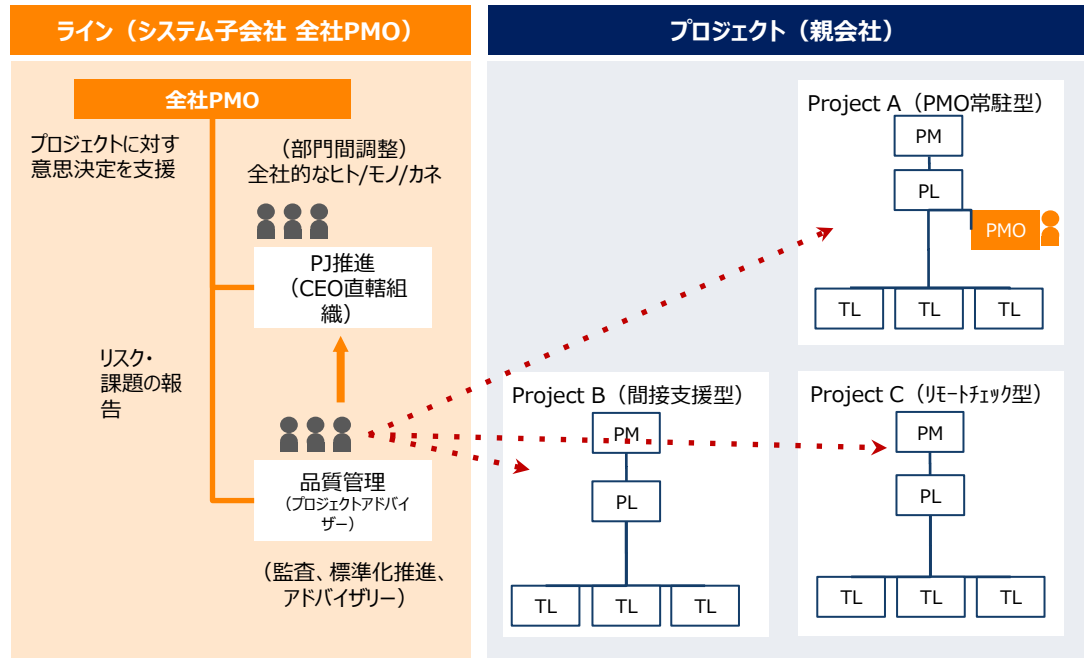 ライン（システム子会社 全社PMO）
全社PMO
プロジェクトに対す
意思決定を支援
（部門間調整）
全社的なヒト/モノ/カネ
PJ推進
（CEO直轄組
織）
リスク・
課題の報
告
品質管理
（プロジェクトアドバイ
ザー）
（監査、標準化推進、
アドバイザリー）
プロジェクト（親会社）
Project A（PMO常駐型）
PM
PL
PMO
TL
TL
TL
Project B（間接支援型）
PM
PL
TL
TL
TL
Project C（ﾘﾓｰﾄﾁｪｯｸ型）
PM
PL
TL
TL
TL